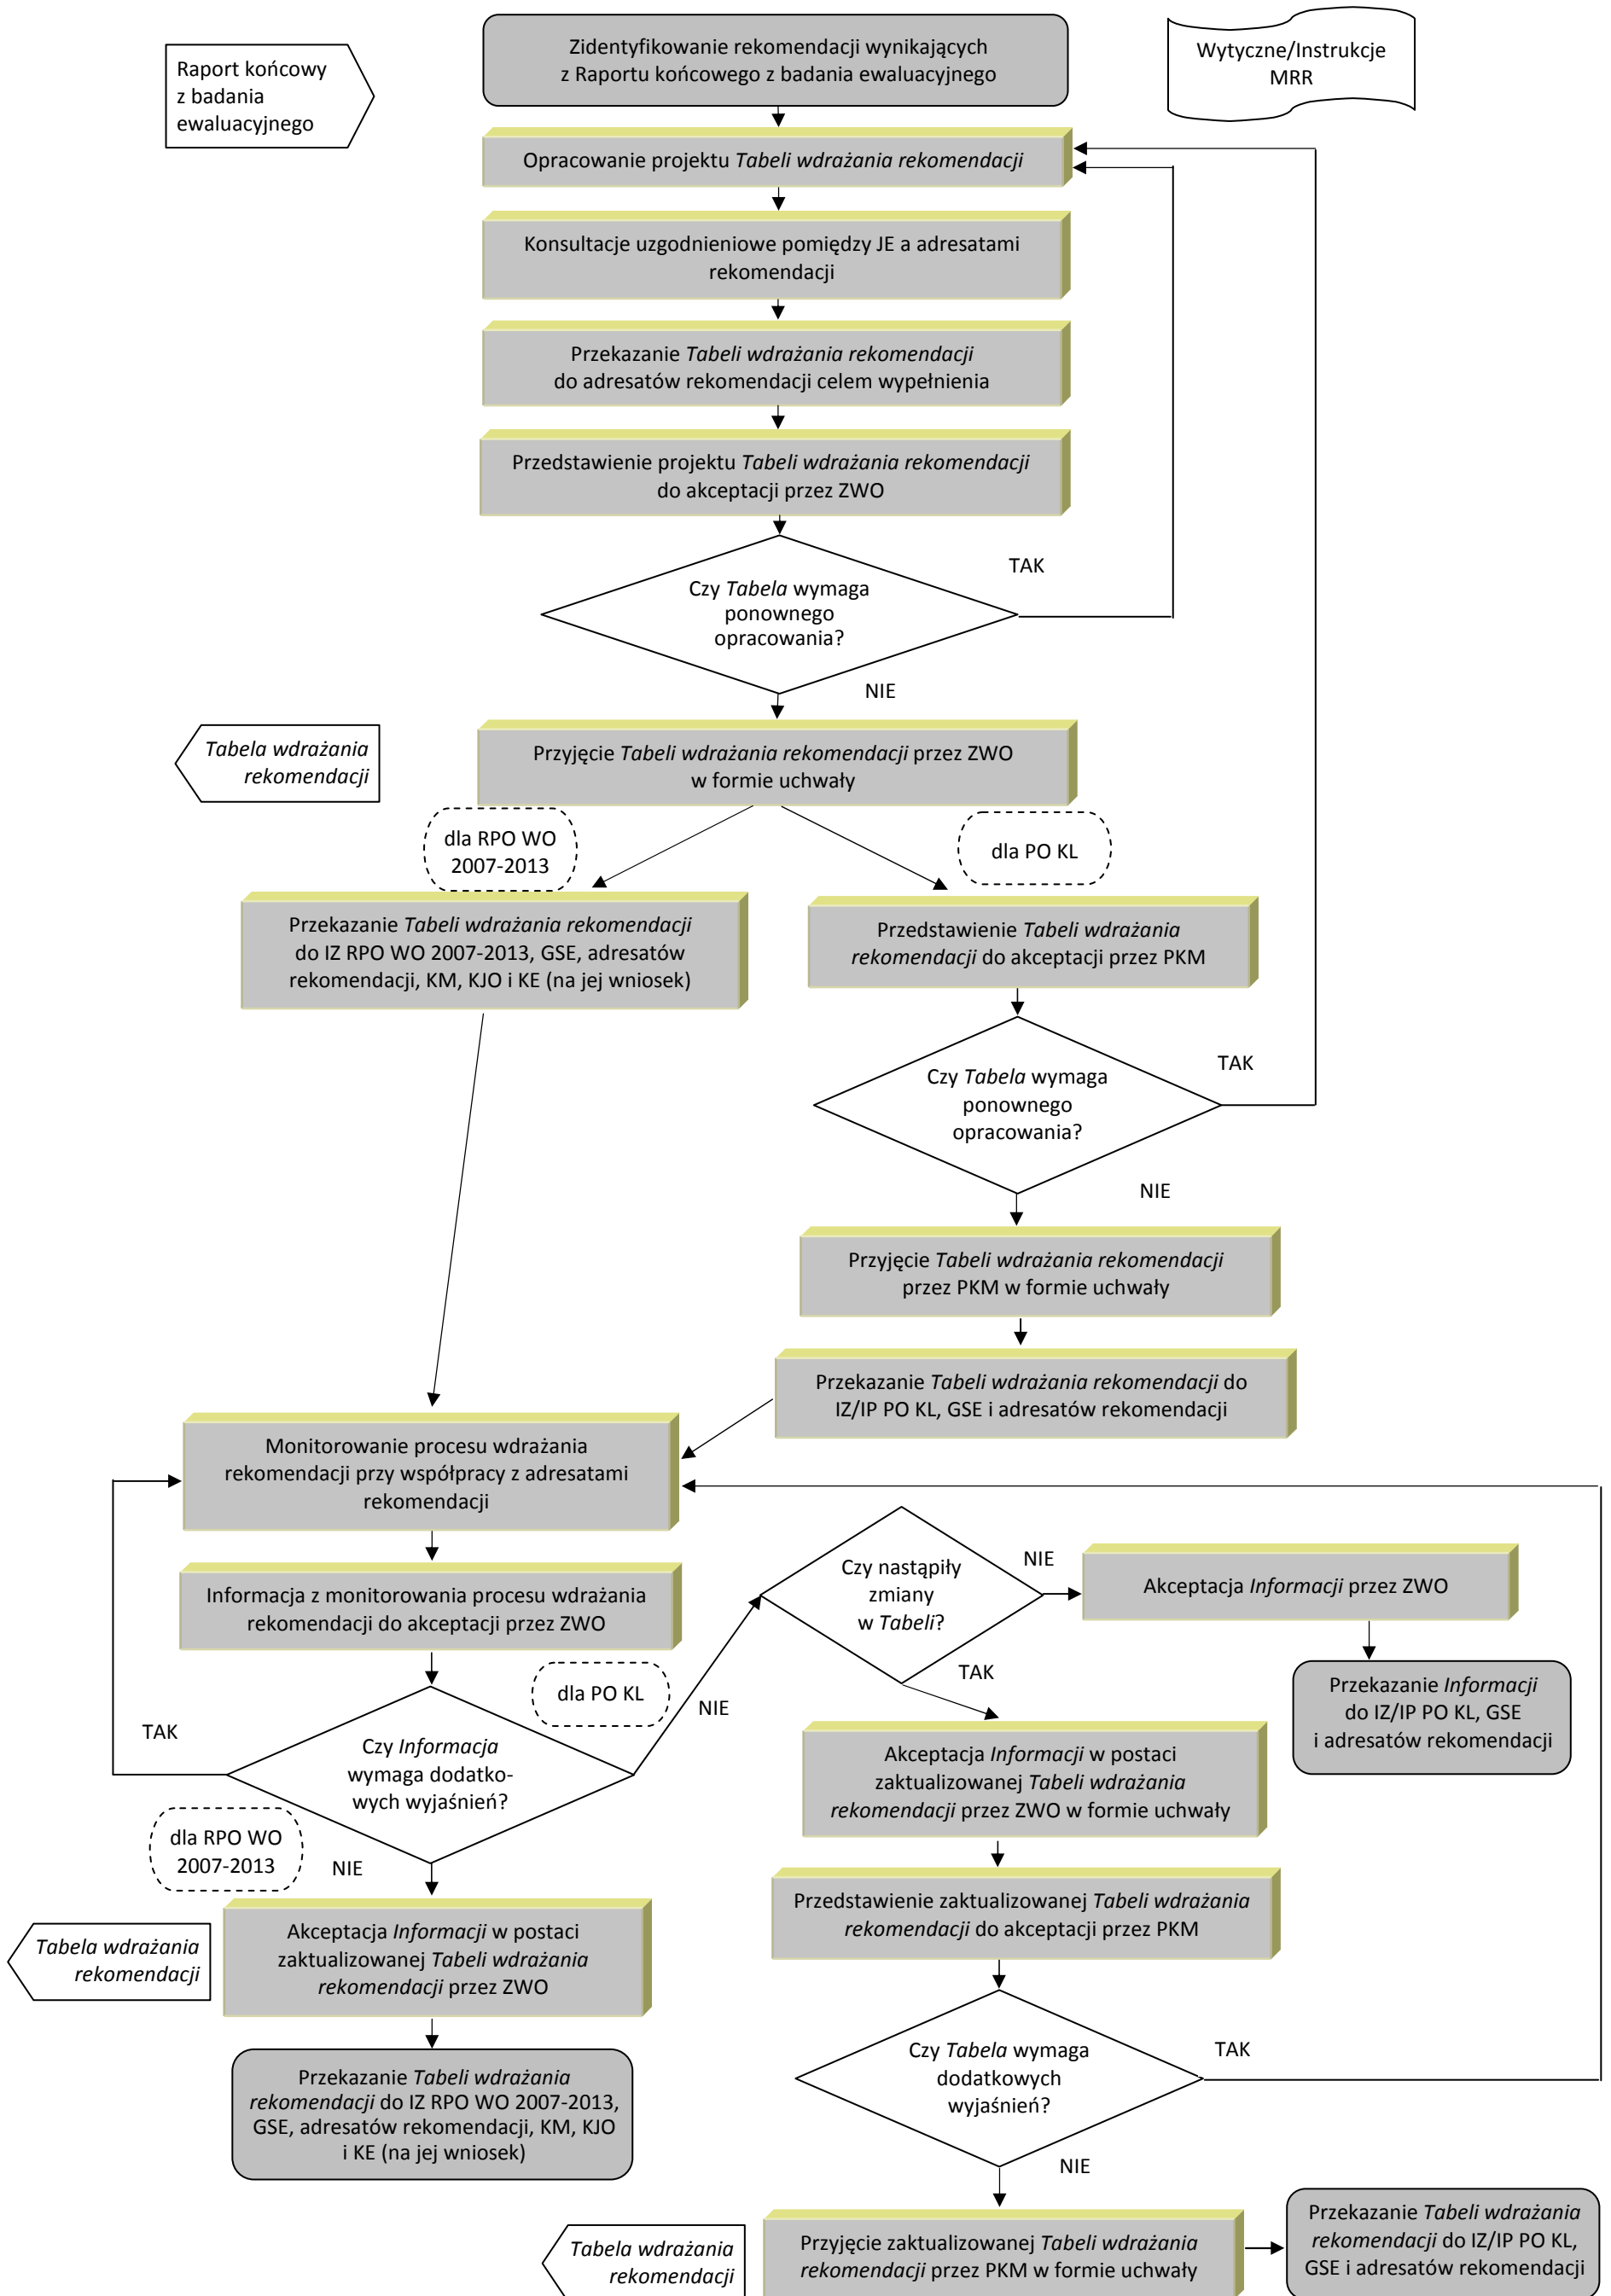 Raport końcowy
z badania
ewaluacyjnego
Zidentyfikowanie rekomendacji wynikających
z Raportu końcowego z badania ewaluacyjnego
Wytyczne/Instrukcje
MRR
Opracowanie projektu Tabeli wdrażania rekomendacji
Konsultacje uzgodnieniowe pomiędzy JE a adresatami
rekomendacji
Przekazanie Tabeli wdrażania rekomendacji
do adresatów rekomendacji celem wypełnienia
Przedstawienie projektu Tabeli wdrażania rekomendacji
do akceptacji przez ZWO
TAK
Czy Tabela wymaga
ponownego
opracowania?
NIE
Tabela wdrażania
rekomendacji
Przyjęcie Tabeli wdrażania rekomendacji przez ZWO
w formie uchwały
dla RPO WO
2007-2013
dla PO KL
Przekazanie Tabeli wdrażania rekomendacji
do IZ RPO WO 2007-2013, GSE, adresatów
rekomendacji, KM, KJO i KE (na jej wniosek)
Przedstawienie Tabeli wdrażania
rekomendacji do akceptacji przez PKM
TAK
Czy Tabela wymaga
ponownego
opracowania?
NIE
Przyjęcie Tabeli wdrażania rekomendacji
przez PKM w formie uchwały
Przekazanie Tabeli wdrażania rekomendacji do
IZ/IP PO KL, GSE i adresatów rekomendacji
Monitorowanie procesu wdrażania
rekomendacji przy współpracy z adresatami
rekomendacji
Informacja z monitorowania procesu wdrażania
rekomendacji do akceptacji przez ZWO
Czy nastąpiły
zmiany
w Tabeli?
NIE
Akceptacja Informacji przez ZWO
TAK
Przekazanie Informacji
do IZ/IP PO KL, GSE
i adresatów rekomendacji
dla PO KL
NIE
TAK
Czy Informacja
wymaga dodatko-
wych wyjaśnień?
dla RPO WO
2007-2013
NIE
Akceptacja Informacji w postaci
zaktualizowanej Tabeli wdrażania
rekomendacji przez ZWO w formie uchwały
Przedstawienie zaktualizowanej Tabeli wdrażania
rekomendacji do akceptacji przez PKM
Tabela wdrażania
rekomendacji
Akceptacja Informacji w postaci
zaktualizowanej Tabeli wdrażania
rekomendacji przez ZWO
Przekazanie Tabeli wdrażania
rekomendacji do IZ RPO WO 2007-2013,
GSE, adresatów rekomendacji, KM, KJO
i KE (na jej wniosek)
Czy Tabela wymaga
dodatkowych
wyjaśnień?
TAK
NIE
Tabela wdrażania
rekomendacji
Przyjęcie zaktualizowanej Tabeli wdrażania
rekomendacji przez PKM w formie uchwały
Przekazanie Tabeli wdrażania
rekomendacji do IZ/IP PO KL,
GSE i adresatów rekomendacji